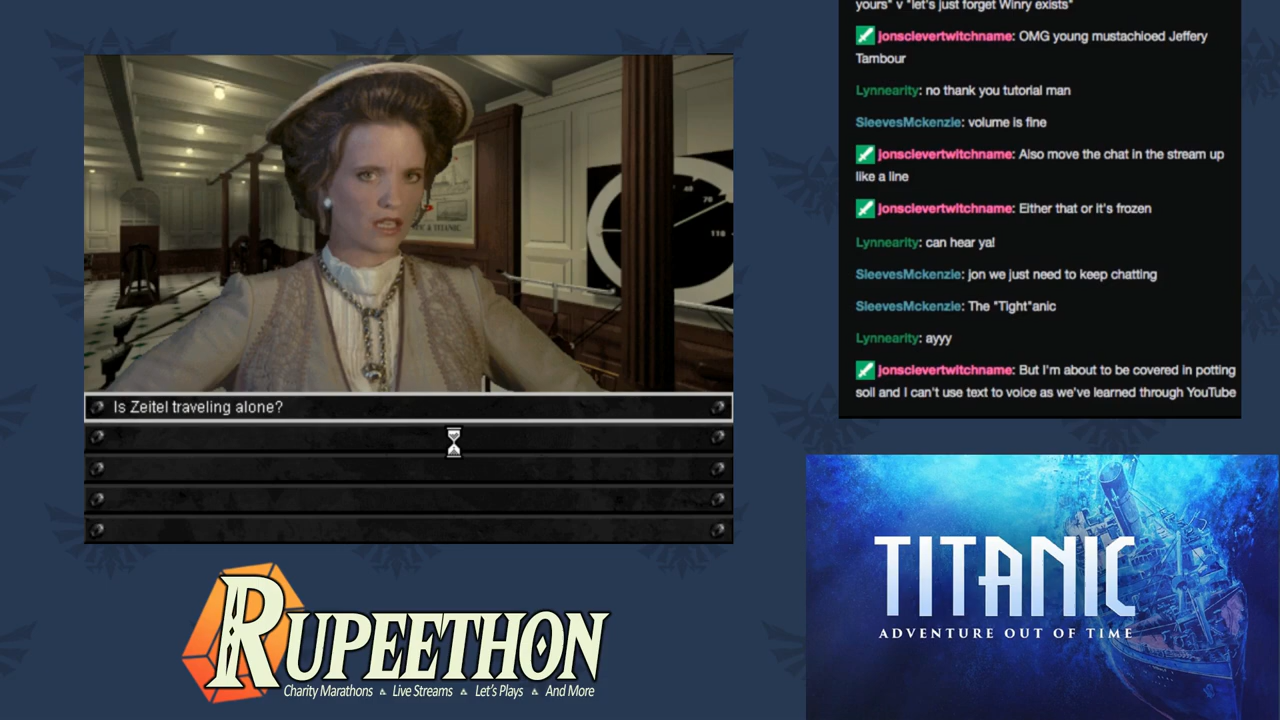 yours" v "let's just forget Winry exists"
jonsclevertwitchname: OMG young mustachioed Jeffery
Tambour
Lynnearity: no thank you tutorial man
SleevesMckenzie: volume is fine
jonsclevertwitchname: Also move the chat in the stream up
like a line
jonsclevertwitchname: Either that or it's frozen
Lynnearity: can hear ya!
SleevesMckenzie: jon we just need to keep chatting
SleevesMckenzie: The "Tight"anic
Lynnearity: ayyy
jonsclevertwitchname: But I'm about to be covered in potting
soil and I can't use text to voice as we've learned through YouTube
& TITANIC
110
Is Zeitel traveling alone?
RUPEETHON
Charity Marathons Live Streams Let's Plays And More
TITANIC
ADVENTURE OUT OF TIME